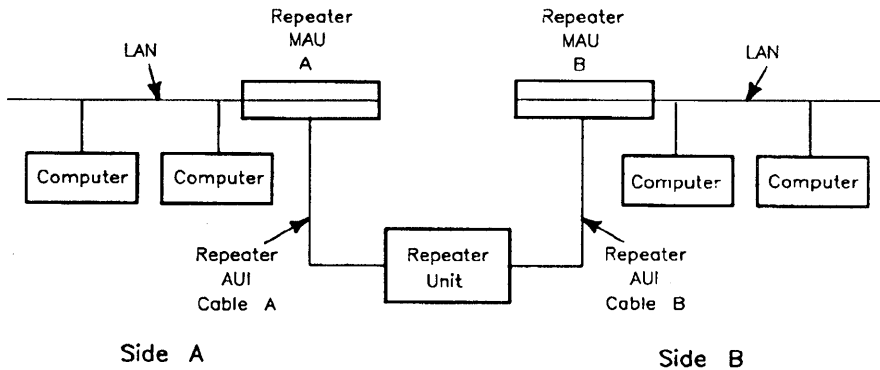 Repeater
MAU
A
Repeater
MAU
B
LAN
LAN
Computer
Computer
Computer
Computer
Repeater
AUI
Cable A
Repeater
Unit
Repeater
AUI
Cable B
Side A
Side B